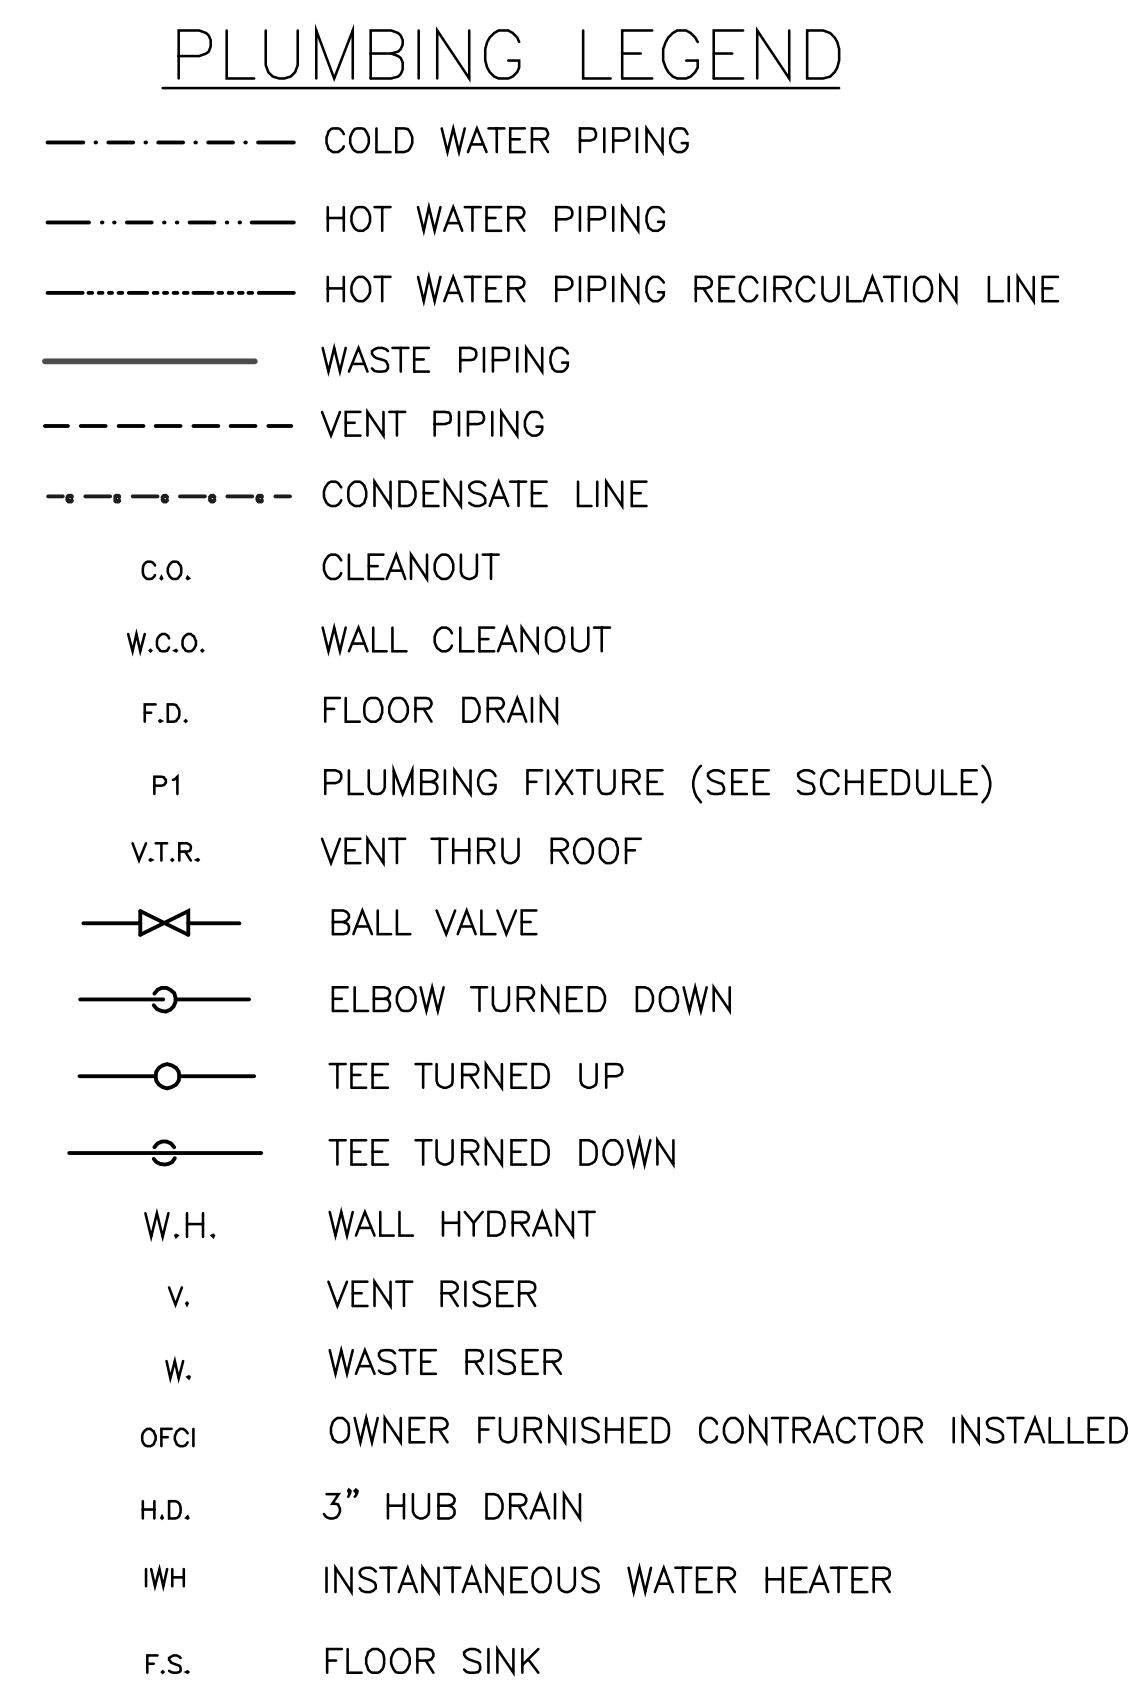 PLUMBING LEGEND
COLD WATER PIPING
HOT WATER PIPING
HOT WATER PIPING RECIRCULATION LINE
WASTE PIPING
VENT PIPING
C C C C C CONDENSATE LINE
C.O. CLEANOUT
W.C.O. WALL CLEANOUT
F.D. FLOOR DRAIN
P1 PLUMBING FIXTURE (SEE SCHEDULE)
V.T.R. VENT THRU ROOF
BALL VALVE
ELBOW TURNED DOWN
TEE TURNED UP
TEE TURNED DOWN
W.H. WALL HYDRANT
V. VENT RISER
W. WASTE RISER
OFCI OWNER FURNISHED CONTRACTOR INSTALLED
H.D. 3" HUB DRAIN
IWH INSTANTANEOUS WATER HEATER
F.S. FLOOR SINK